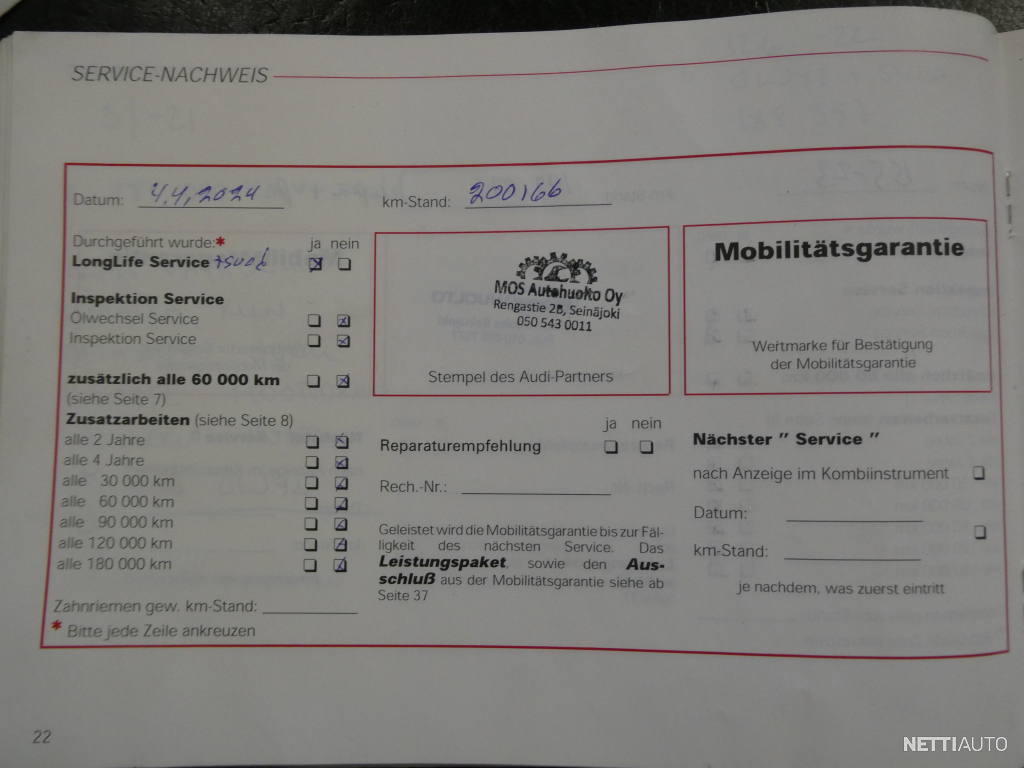 SERVICE-NACHWEIS
Datum: 4.4,2024
km-Stand: 200166
Durchgeführt wurde:* ja nein
LongLife Service
Inspektion Service
Ölwechsel Service
Inspektion Service
zusätzlich alle 60 000 km
(siehe Seite 7)
Zusatzarbeiten (siehe Seite 8)
alle 2 Jahre
alle 4 Jahre
alle 30 000 km
alle 60 000 km
alle 90 000 km
alle 120 000 km
alle 180 000 km
Zahnriemen gew. km-Stand:
* Bitte jede Zeile ankreuzen
MOS Autohuolto Oy
Rengastie 2B, Seinäjoki
050 543 0011
Stempel des Audi-Partners
ja nein
Reparaturempfehlung
Rech.-Nr.:
Geleistet wird die Mobilitätsgarantie bis zur Fäl-
ligkeit des nächsten Service. Das
Leistungspaket, sowie den Aus-
schluß aus der Mobilitätsgarantie siehe ab
Seite 37
Mobilitätsgarantie
Wertmarke für Bestätigung
der Mobilitätsgarantie
Nächster " Service "
nach Anzeige im Kombiinstrument
Datum:
km-Stand:
je nachdem, was zuerst eintritt
22
NETTIAUTO